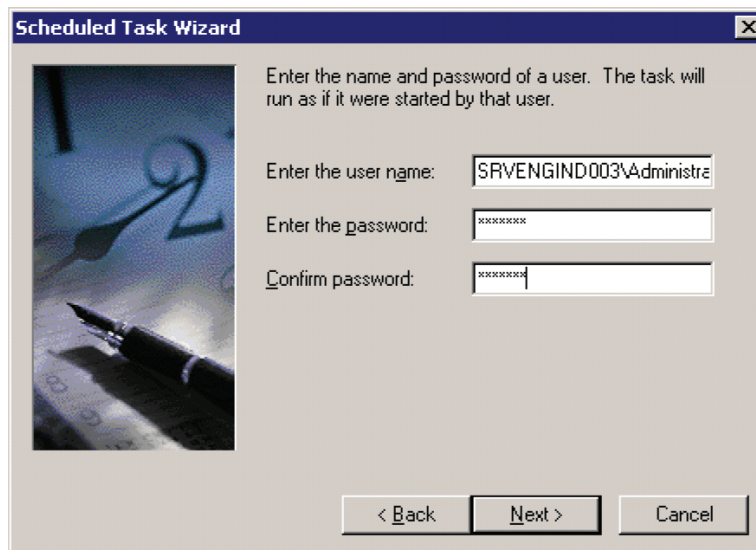 Scheduled Task Wizard
Enter the name and password of a user. The task will
run as if it were started by that user.
Enter the user name: SRVENGIND003\Administra
Enter the password: *******
Confirm password: *******
< Back Next > Cancel